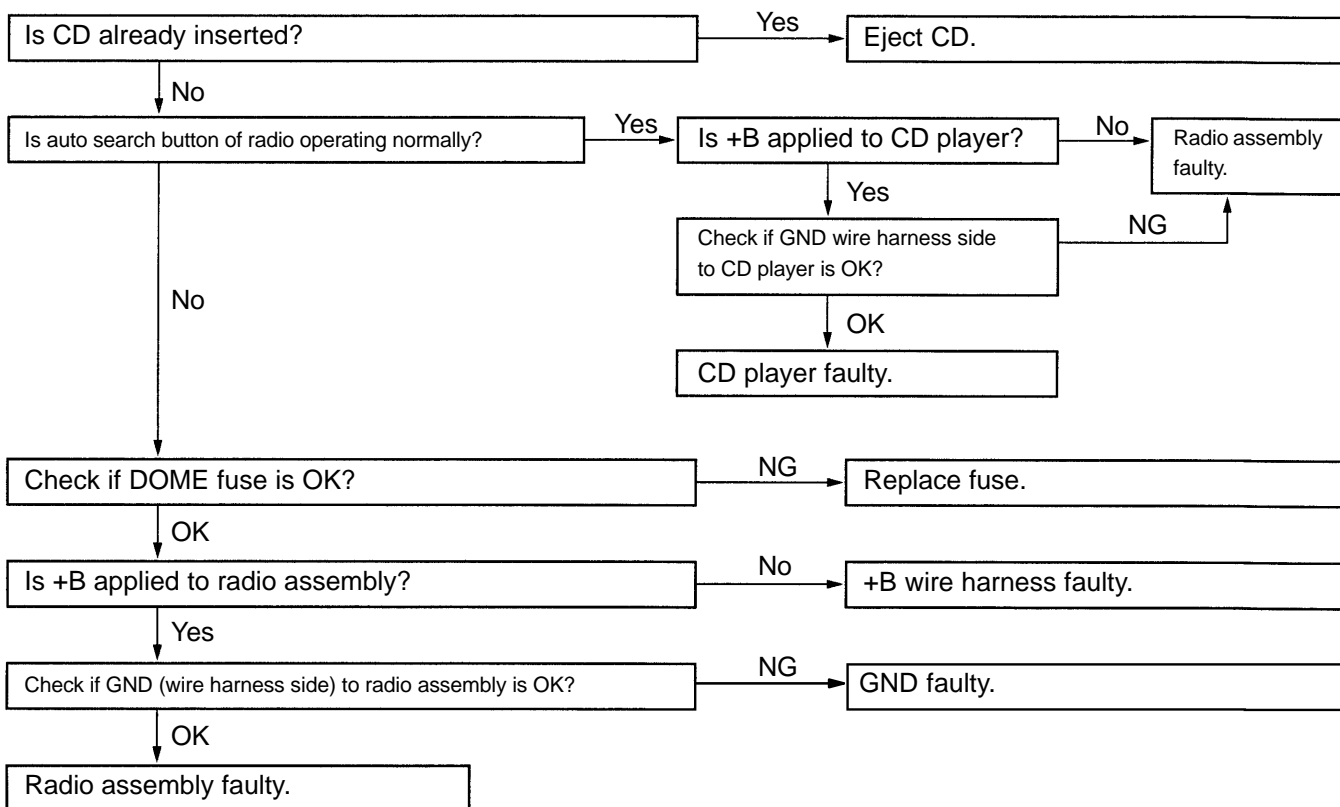 Is CD already inserted?
Yes
Eject CD.
No
Is auto search button of radio operating normally?
Yes
Is +B applied to CD player?
No
Radio assembly
faulty.
Yes
Check if GND wire harness side
to CD player is OK?
NG
No
OK
CD player faulty.
Check if DOME fuse is OK?
NG
Replace fuse.
OK
Is +B applied to radio assembly?
No
+B wire harness faulty.
Yes
Check if GND (wire harness side) to radio assembly is OK?
NG
GND faulty.
OK
Radio assembly faulty.